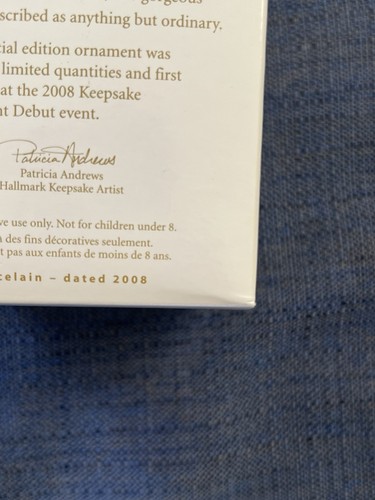 scribed as anything but ordinary.
cial edition ornament was
limited quantities and first
at the 2008 Keepsake
nt Debut event.
Patricia Andrews
Patricia Andrews
Hallmark Keepsake Artist
ve use only. Not for children under 8.
des fins décoratives seulement.
t pas aux enfants de moins de 8 ans.
celain – dated 2008